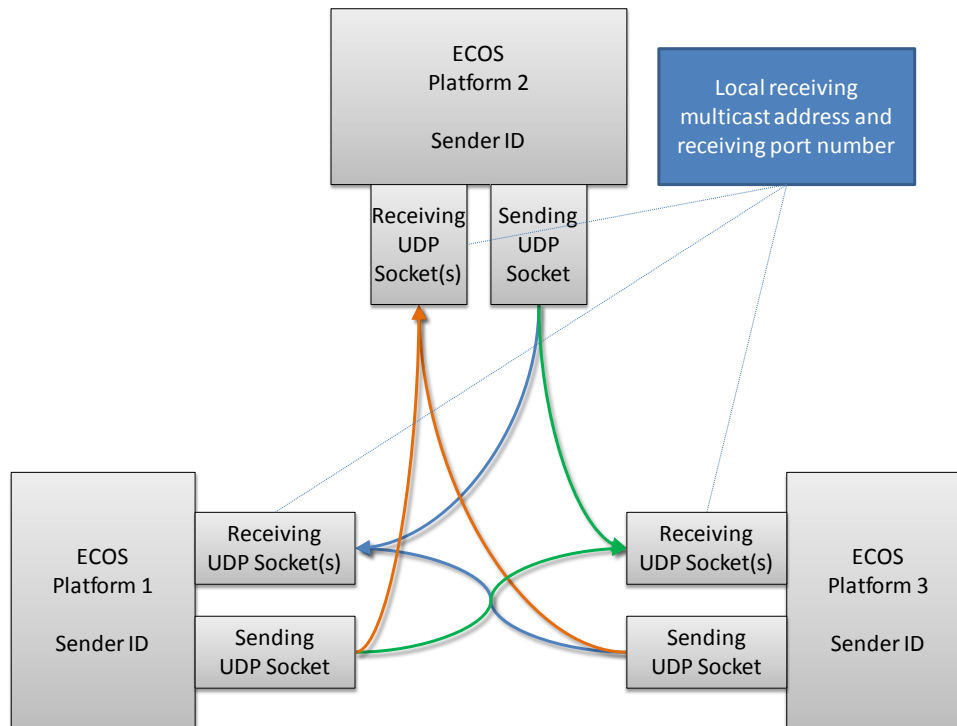 ECOS
Platform 2
Sender ID
Local receiving
multicast address and
receiving port number
Receiving
UDP
Socket(s)
Sending
UDP
Socket
ECOS
Platform 1
Sender ID
Receiving
UDP Socket(s)
Sending
UDP Socket
Receiving
UDP Socket(s)
Sending
UDP Socket
ECOS
Platform 3
Sender ID